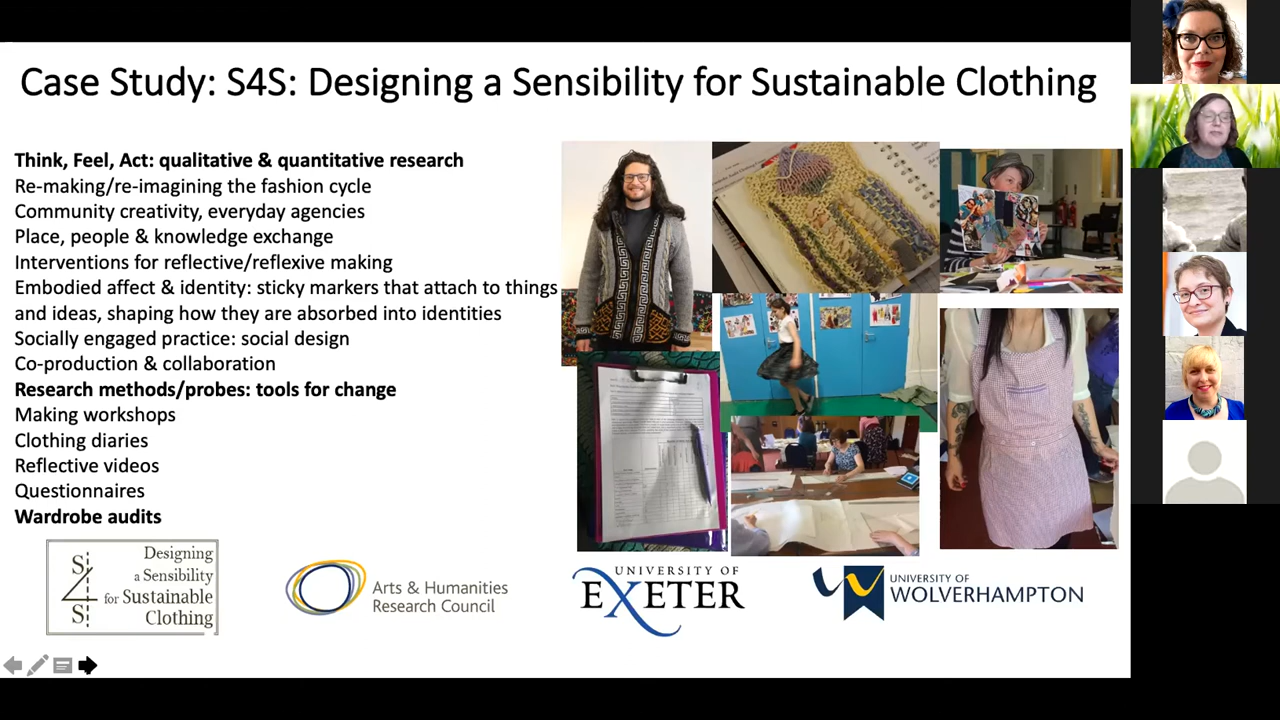 Case Study: S4S: Designing a Sensibility for Sustainable Clothing
Think, Feel, Act: qualitative & quantitative research
Re-making/re-imagining the fashion cycle
Community creativity, everyday agencies
Place, people & knowledge exchange
Interventions for reflective/reflexive making
Embodied affect & identity: sticky markers that attach to things
and ideas, shaping how they are absorbed into identities
Socially engaged practice: social design
Co-production & collaboration
Research methods/probes: tools for change
Making workshops
Clothing diaries
Reflective videos
Questionnaires
Wardrobe audits
S4S
Designing
a Sensibility
for Sustainable
Clothing
Arts & Humanities
Research Council
UNIVERSITY OF
EXETER
UNIVERSITY OF
WOLVERHAMPTON